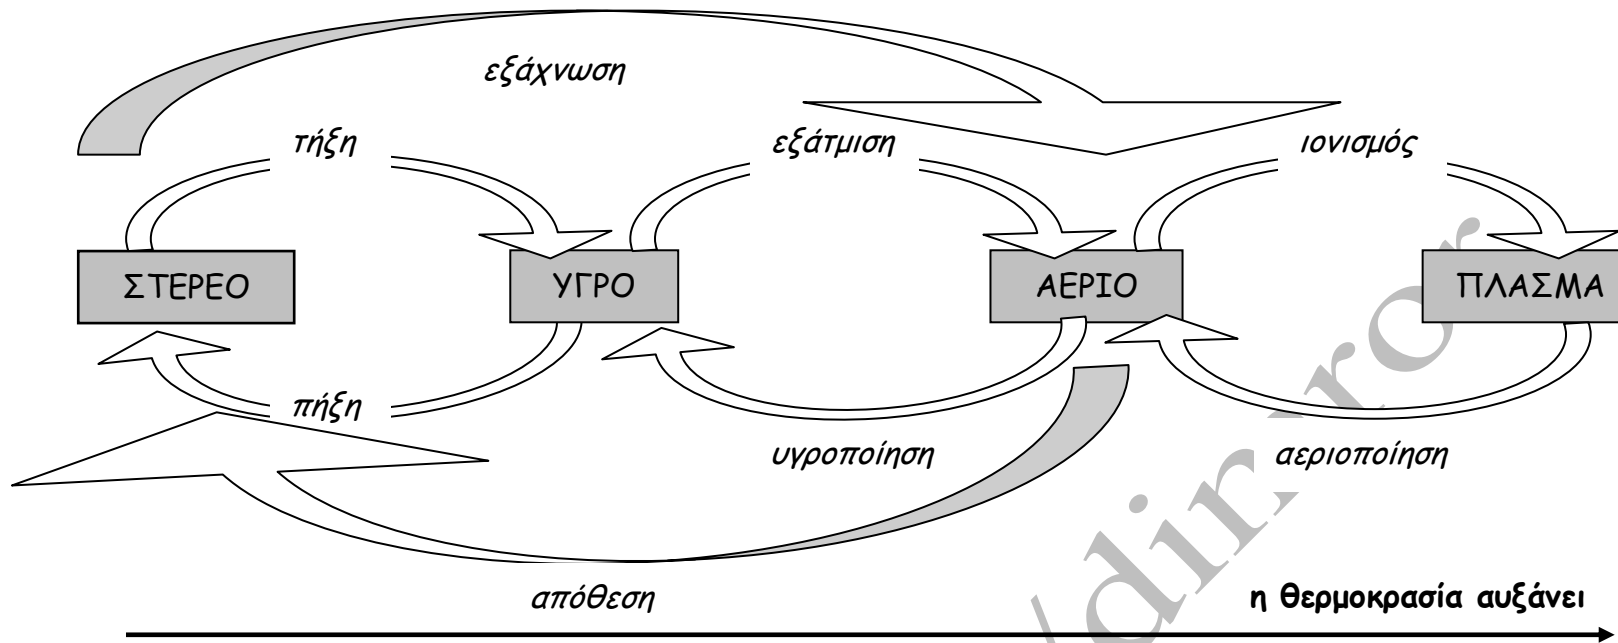 εξάχνωση
τήξη εξάτμιση ιονισμός
ΣΤΕΡΕΟ ΥΓΡΟ ΑΕΡΙΟ ΠΛΑΣΜΑ
πήξη
υγροποίηση αεριοποίηση
απόθεση
η θερμοκρασία αυξάνει